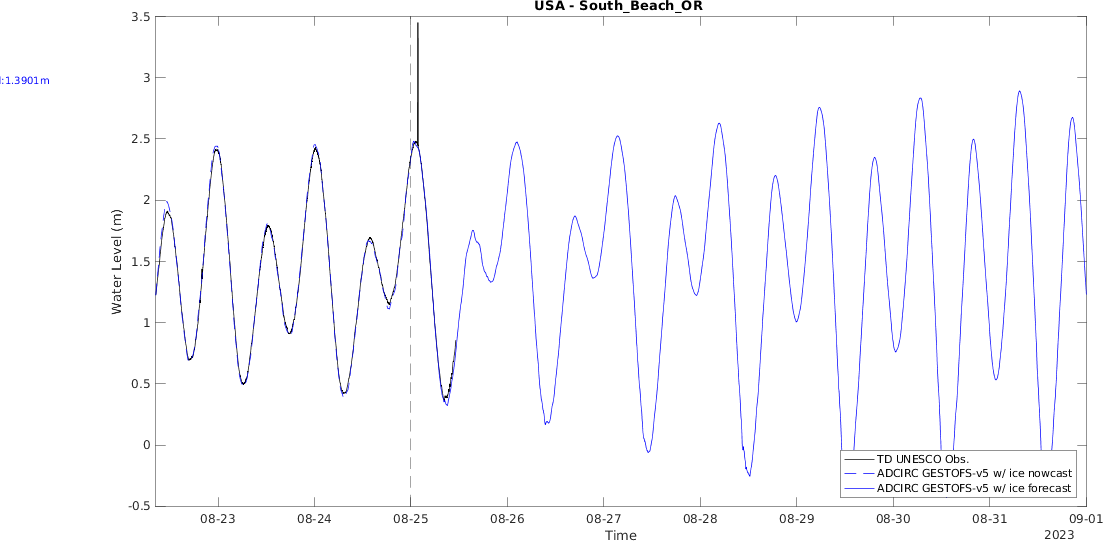 USA - South_Beach_OR
:1.3901m
3.5
3
2.5
2
1.5
1
0.5
0
-0.5
Water Level (m)
TD UNESCO Obs.
ADCIRC GESTOFS-v5 w/ ice nowcast
ADCIRC GESTOFS-v5 w/ ice forecast
08-23
08-24
08-25
08-26
08-27
08-28
08-29
08-30
08-31
09-01
Time
2023